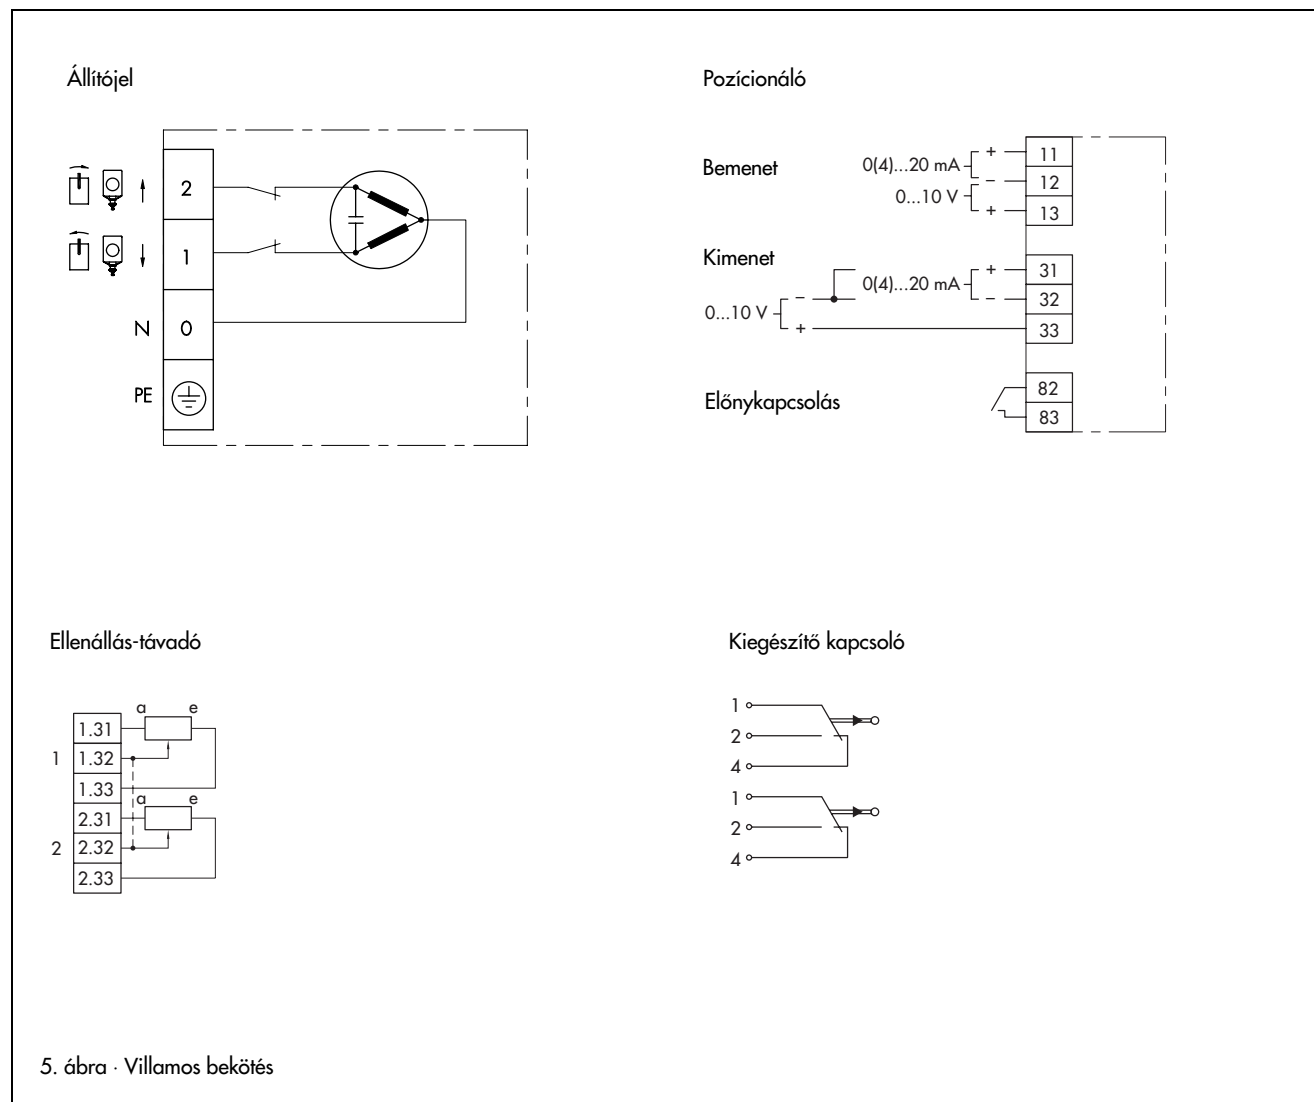 Állítójel
2
1
N 0
PE
Pozícionáló
Bemenet
0(4)...20 mA + 11
− 12
0...10 V
+ 13
Kimenet
0(4)...20 mA + 31
− − 32
0...10 V
+ 33
Előnykapcsolás
82
83
Ellenállás-távadó
a e
1.31
1 1.32
1.33
a e
2.31
2 2.32
2.33
Kiegészítő kapcsoló
1
2
4
1
2
4
5. ábra · Villamos bekötés